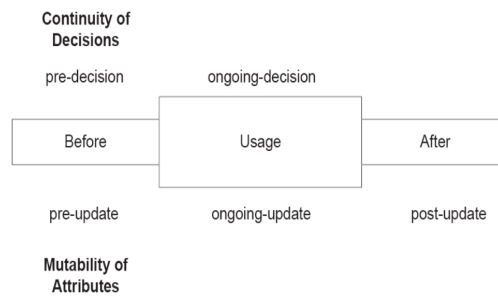 Continuity of
Decisions
pre-decision ongoing-decision
Before Usage After
pre-update ongoing-update post-update
Mutability of
Attributes